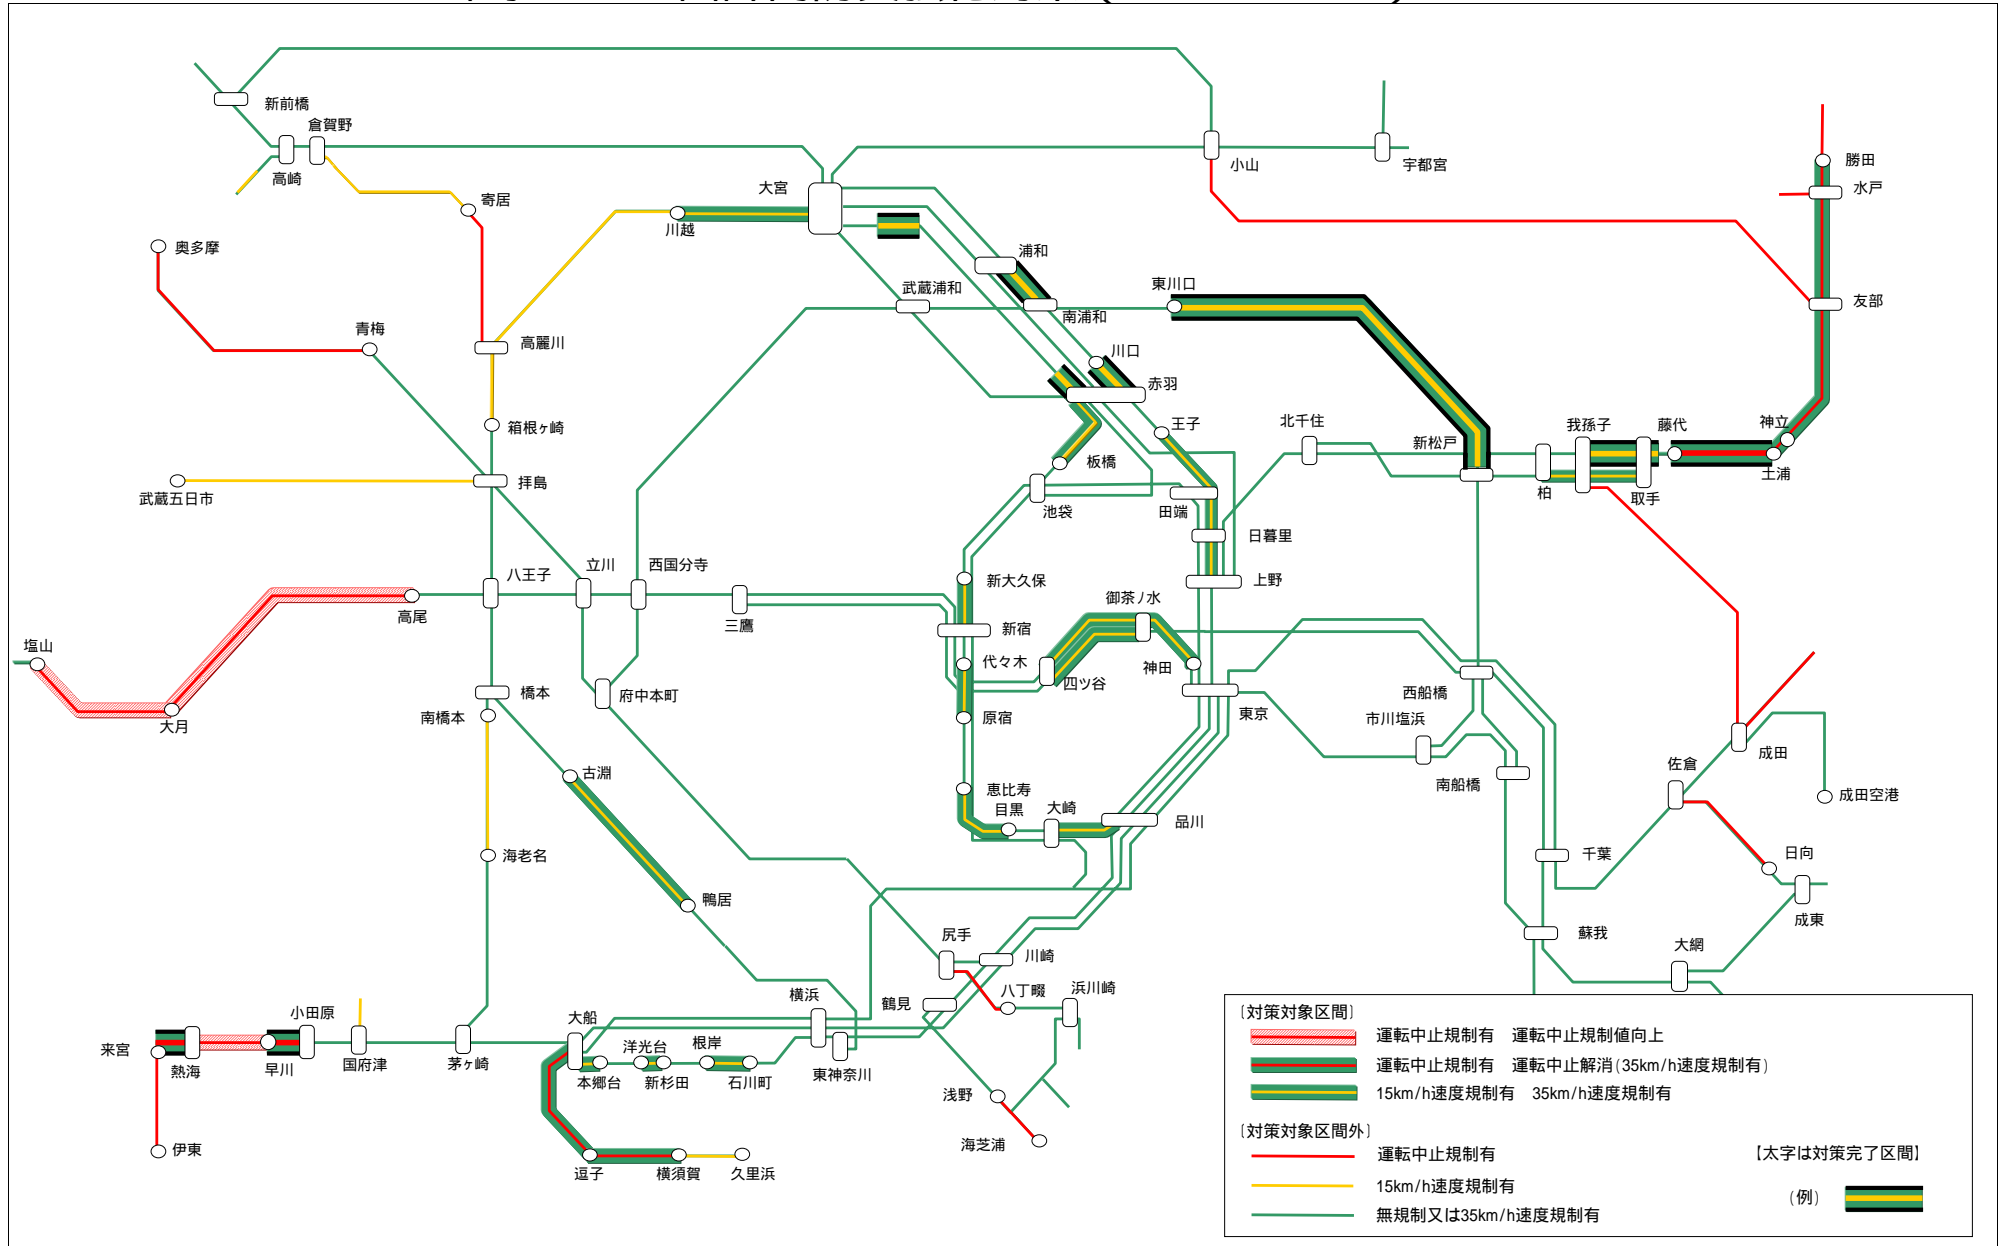 新前橋
倉賀野
高崎
寄居
大宮
川越
小山
宇都宮
勝田
水戸
奥多摩
浦和
武蔵浦和
東川口
南浦和
友部
青梅
高麗川
川口
赤羽
箱根ヶ崎
王子
北千住
新松戸
我孫子
藤代
神立
板橋
武蔵五日市
拝島
池袋
田端
柏
取手
土浦
日暮里
八王子
立川
西国分寺
新大久保
上野
高尾
三鷹
新宿
御茶ノ水
塩山
代々木
四ツ谷
神田
大月
橋本
南橋本
府中本町
原宿
東京
西船橋
市川塩浜
成田
古淵
恵比寿
目黒
大崎
品川
南船橋
佐倉
成田空港
海老名
千葉
日向
鴨居
成東
尻手
川崎
蘇我
大網
横浜
鶴見
八丁畷
浜川崎
小田原
大船
洋光台
根岸
来宮
熱海
早川
国府津
茅ヶ崎
本郷台
新杉田
石川町
東神奈川
浅野
海芝浦
伊東
逗子
横須賀
久里浜
〔対策対象区間〕
運転中止規制有 運転中止規制値向上
運転中止規制有 運転中止解消(35km/h速度規制有)
15km/h速度規制有 35km/h速度規制有
〔対策対象区間外〕
運転中止規制有
【太字は対策完了区間】
15km/h速度規制有
(例)
無規制又は35km/h速度規制有